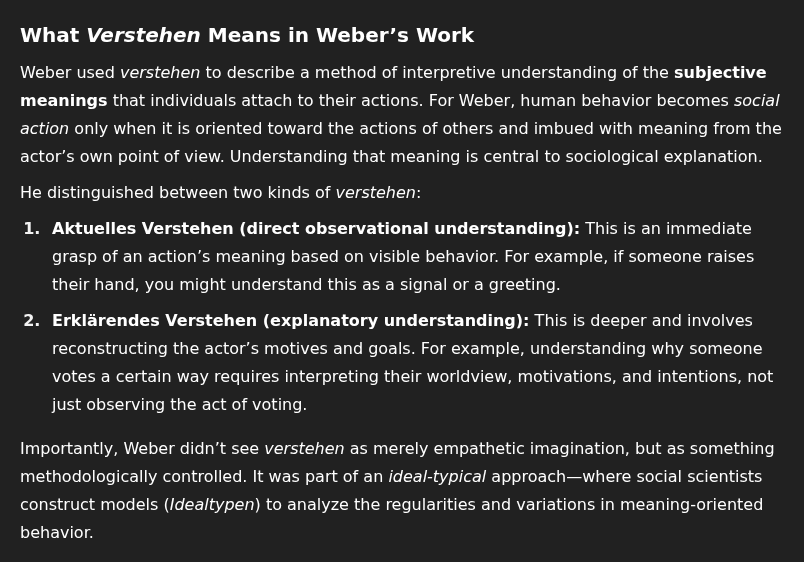 What Verstehen Means in Weber’s Work
Weber used verstehen to describe a method of interpretive understanding of the subjective
meanings that individuals attach to their actions. For Weber, human behavior becomes social
action only when it is oriented toward the actions of others and imbued with meaning from the
actor’s own point of view. Understanding that meaning is central to sociological explanation.
He distinguished between two kinds of verstehen:
1. Aktuelles Verstehen (direct observational understanding): This is an immediate
grasp of an action’s meaning based on visible behavior. For example, if someone raises
their hand, you might understand this as a signal or a greeting.
2. Erklärendes Verstehen (explanatory understanding): This is deeper and involves
reconstructing the actor’s motives and goals. For example, understanding why someone
votes a certain way requires interpreting their worldview, motivations, and intentions, not
just observing the act of voting.
Importantly, Weber didn’t see verstehen as merely empathetic imagination, but as something
methodologically controlled. It was part of an ideal-typical approach—where social scientists
construct models (Idealtypen) to analyze the regularities and variations in meaning-oriented
behavior.